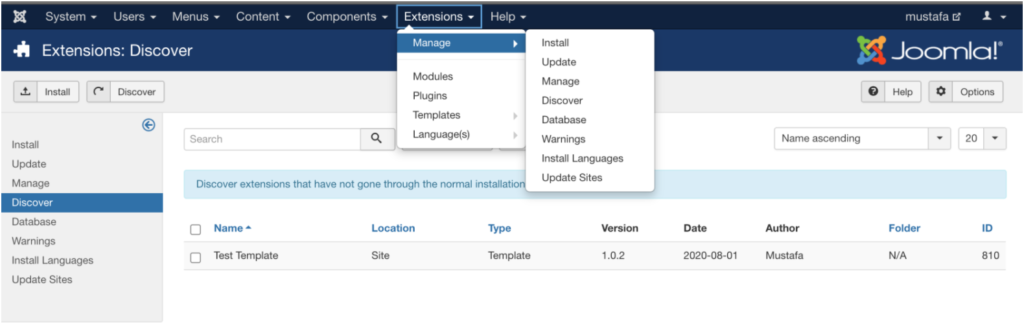 System Users Menus Content Components Extensions Help mustafa
Extensions: Discover
Joomla!®
Manage
Modules
Plugins
Templates
Language(s)
Install
Update
Manage
Discover
Database
Warnings
Install Languages
Update Sites
Install Discover Help Options
Install
Update
Manage
Discover
Database
Warnings
Install Languages
Update Sites
Search Name ascending 20
Discover extensions that have not gone through the normal installation
Name Location Type Version Date Author Folder ID
Test Template Site Template 1.0.2 2020-08-01 Mustafa N/A 810